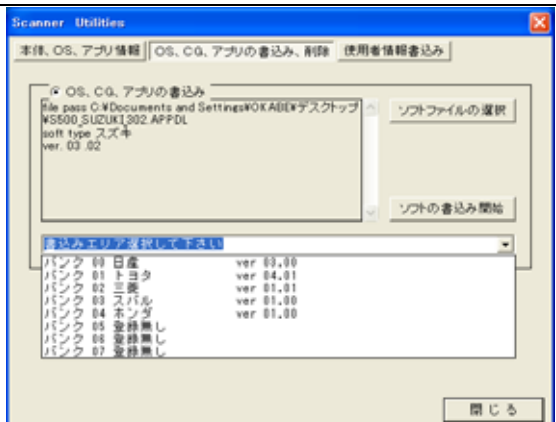 Scanner Utilities
本体、OS、アプリ情報
OS、CG、アプリの書込み、削除
使用者情報書込み
OS、CG、アプリの書込み
file pass C:¥Documents and Settings¥OKABE¥デスクトップ
¥S500_SUZUKI302.APPDL
soft type スズキ
ver. 03 .02
ソフトファイルの選択
ソフトの書込み開始
書込みエリア選択して下さい
バンク 00 日産 ver 03.00
バンク 01 トヨタ ver 04.01
バンク 02 三菱 ver 01.01
バンク 03 スバル ver 01.00
バンク 04 ホンダ ver 01.00
バンク 05 登録無し
バンク 06 登録無し
バンク 07 登録無し
閉じる